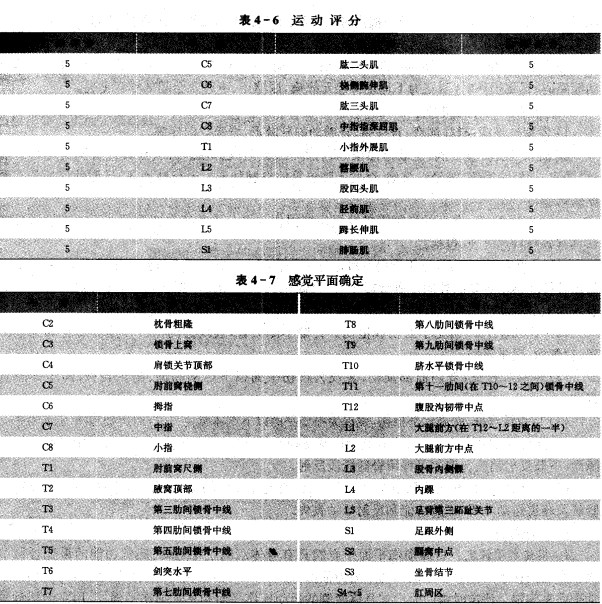 表4-6 运动评分
5 C5 肱二头肌 5
5 C6 桡侧腕伸肌 5
5 C7 肱三头肌 5
5 C8 中指指深屈肌 5
5 T1 小指外展肌 5
5 L2 髂腰肌 5
5 L3 股四头肌 5
5 L4 胫前肌 5
5 L5 踇长伸肌 5
5 S1 腓肠肌 5
表4-7 感觉平面确定
C2 枕骨粗隆 T8 第八肋间锁骨中线
C3 锁骨上窝 T9 第九肋间锁骨中线
C4 肩锁关节顶部 T10 脐水平锁骨中线
C5 肘前窝桡侧 T11 第十一肋间(在T10～12之间)锁骨中线
C6 拇指 T12 腹股沟韧带中点
C7 中指 L1 大腿前方(在T12～L2距离的一半)
C8 小指 L2 大腿前方中点
T1 肘前窝尺侧 L3 股骨内侧髁
T2 腋窝顶部 L4 内踝
T3 第三肋间锁骨中线 L5 足背第三跖趾关节
T4 第四肋间锁骨中线 S1 足跟外侧
T5 第五肋间锁骨中线 S2 腘窝中点
T6 剑突水平 S3 坐骨结节
T7 第七肋间锁骨中线 S4～5 肛周区